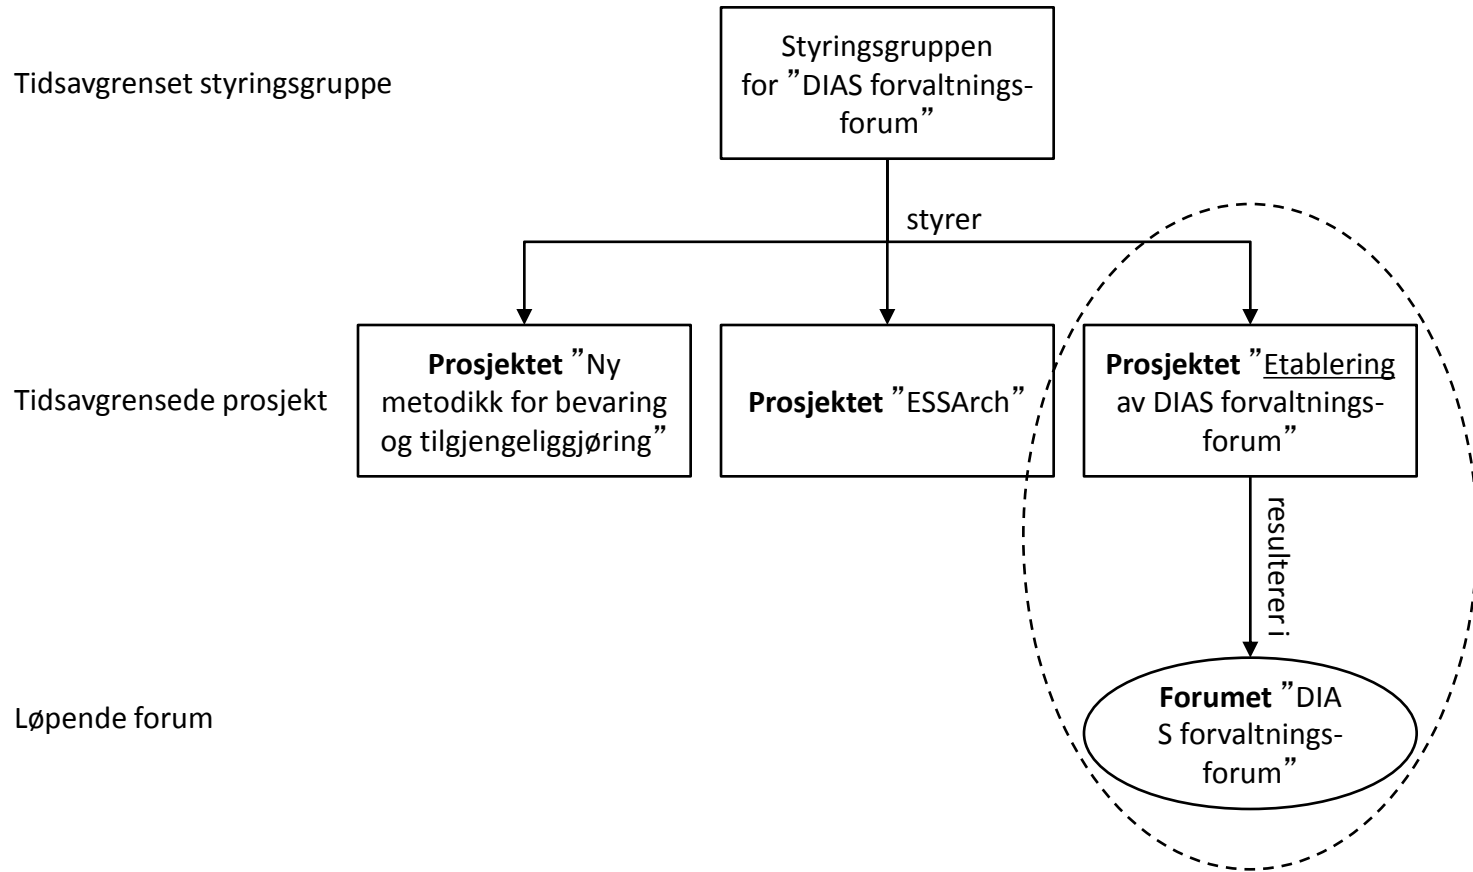 Styringsgruppen
for ”DIAS forvaltnings-
forum”
Tidsavgrenset styringsgruppe
styrer
Prosjektet ”Ny
metodikk for bevaring
og tilgjengeliggjøring”
Prosjektet ”ESSArch”
Prosjektet ”Etablering
av DIAS forvaltnings-
forum”
Tidsavgrensede prosjekt
resulterer i
Løpende forum
Forumet ”DIA
S forvaltnings-
forum”